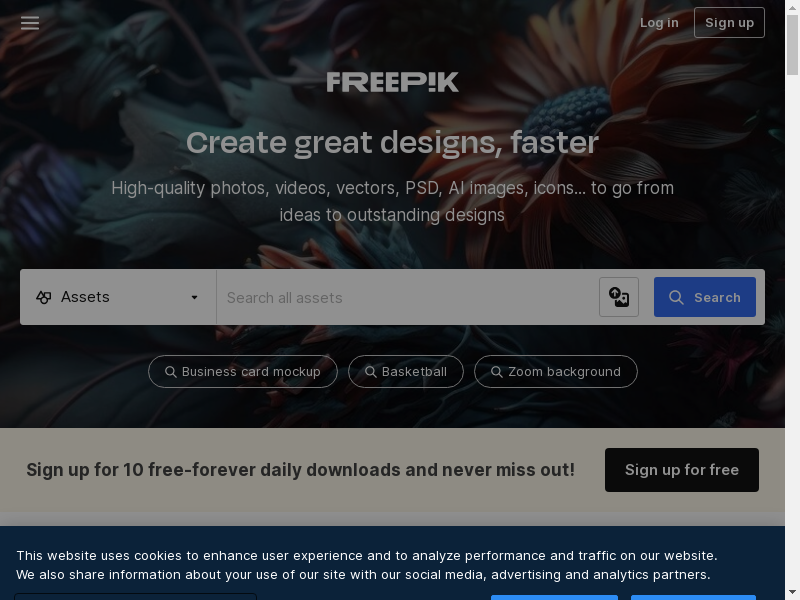 Log in
Sign up
FREEPIK
Create great designs, faster
High-quality photos, videos, vectors, PSD, AI images, icons... to go from
ideas to outstanding designs
Assets
Search all assets
Search
Business card mockup
Basketball
Zoom background
Sign up for 10 free-forever daily downloads and never miss out!
Sign up for free
This website uses cookies to enhance user experience and to analyze performance and traffic on our website.
We also share information about your use of our site with our social media, advertising and analytics partners.